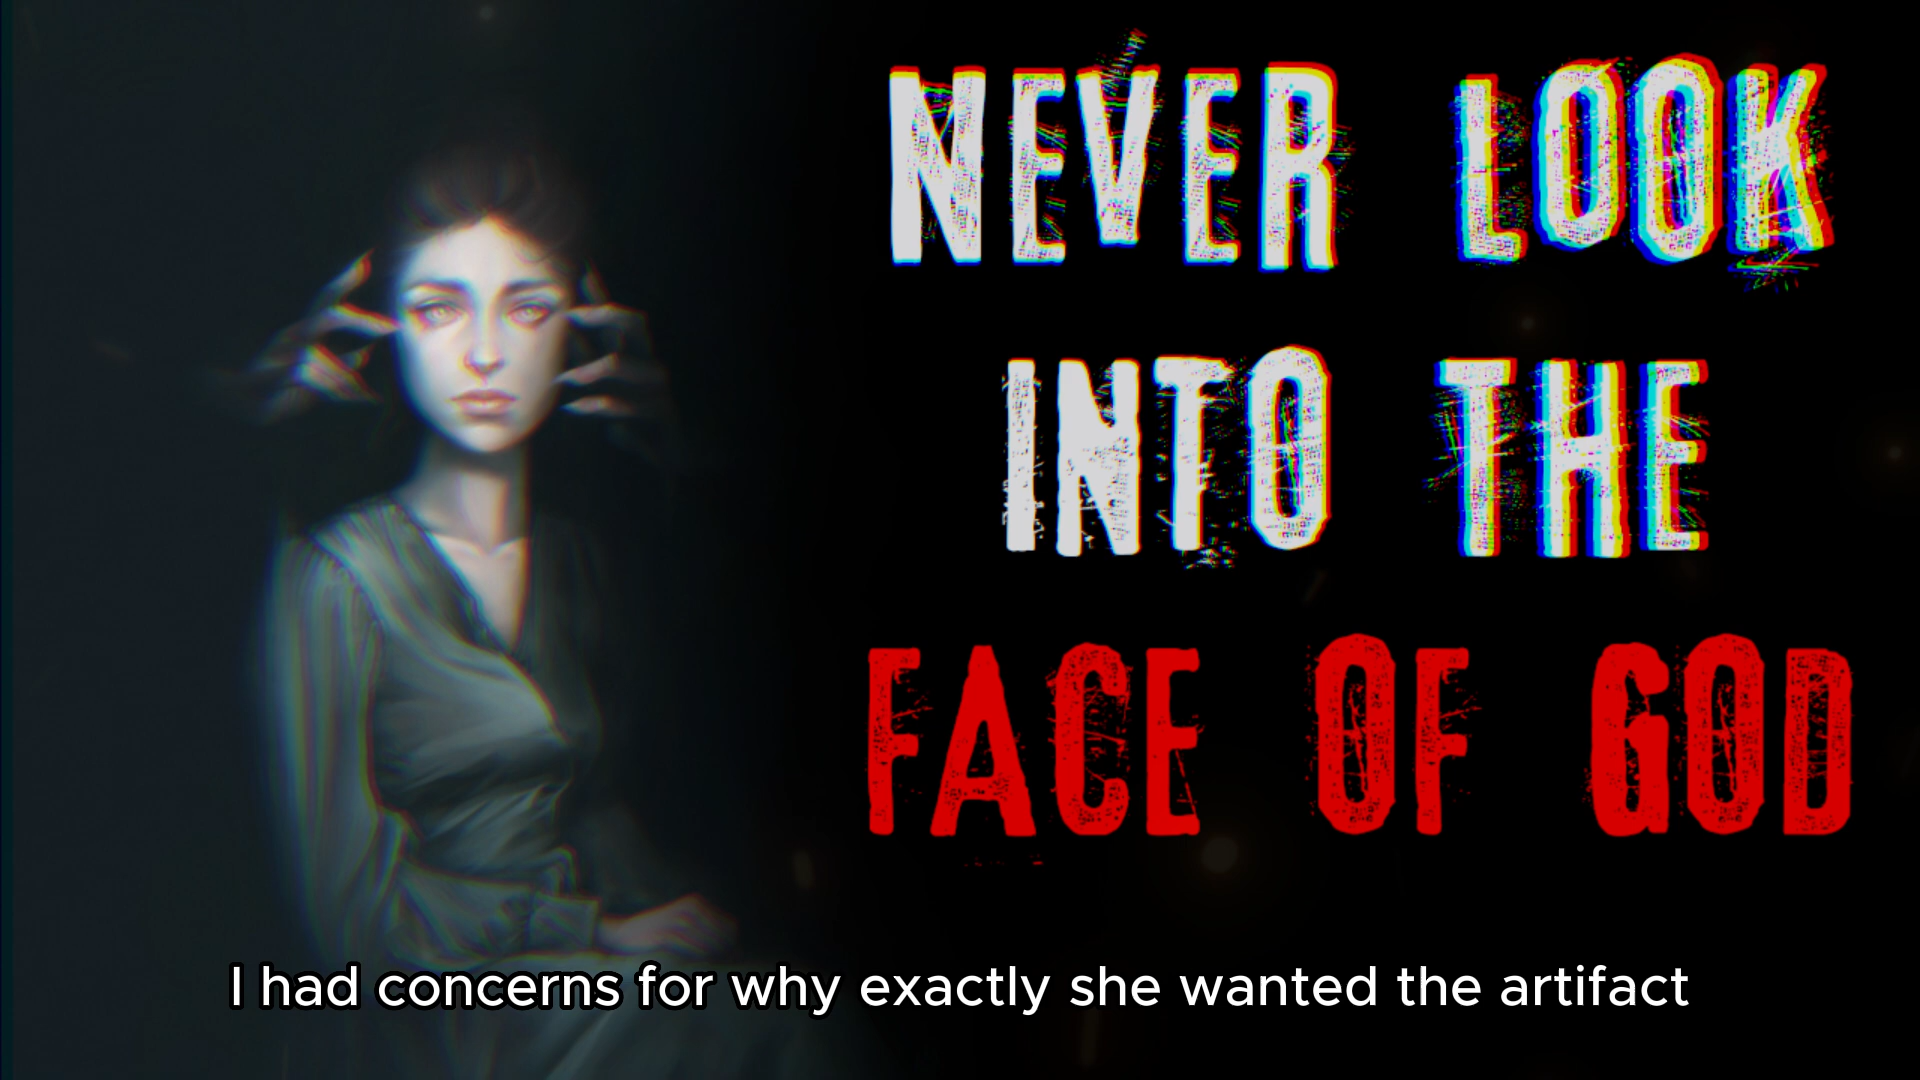 NEVER LOOK
INTO THE
FACE OF GOD
I had concerns for why exactly she wanted the artifact